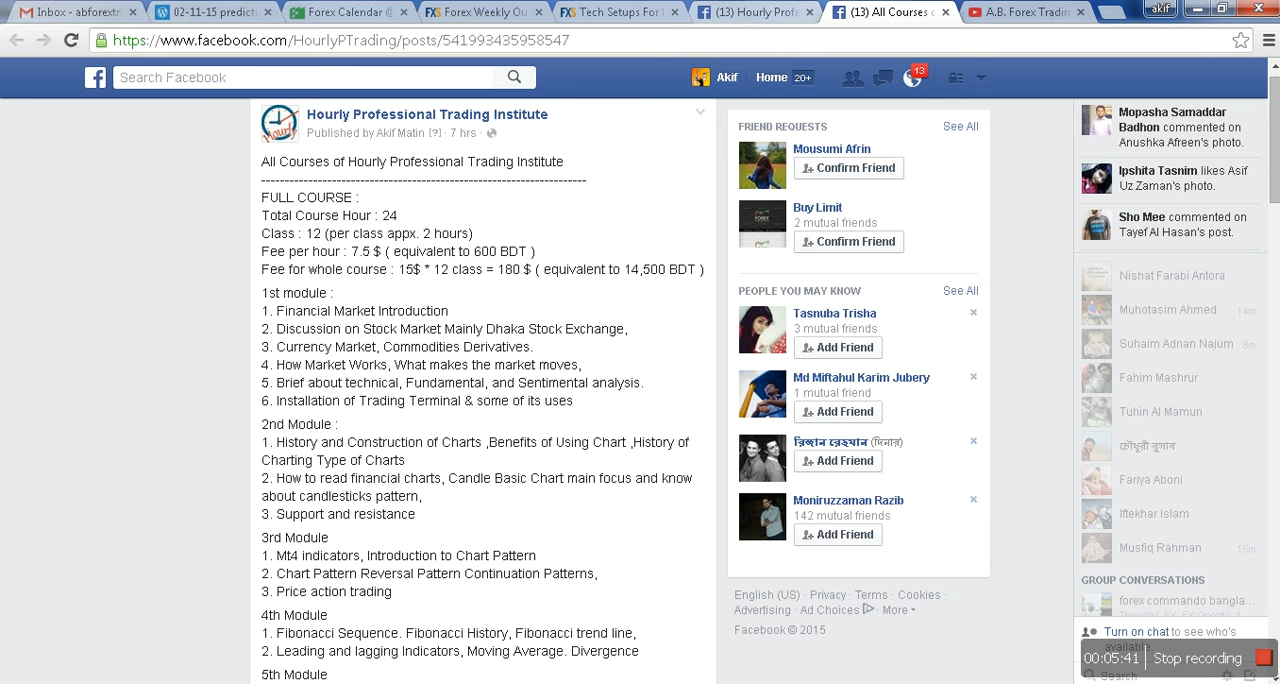 Inbox - abforextra
02-11-15 predict
Forex Calendar @
Forex Weekly Ou
Tech Setups For
(13) Hourly Profe
(13) All Courses o
A.B. Forex Tradin
akif
https://www.facebook.com/HourlyPTrading/posts/541993435958547
Search Facebook
Akif
Home 20+
13
Hourly Professional Trading Institute
Published by Akif Matin [?] · 7 hrs ·
All Courses of Hourly Professional Trading Institute
----------------------------------------------------------------------
FULL COURSE :
Total Course Hour : 24
Class : 12 (per class appx. 2 hours)
Fee per hour : 7.5 $ ( equivalent to 600 BDT )
Fee for whole course : 15$ * 12 class = 180 $ ( equivalent to 14,500 BDT )
1st module :
1. Financial Market Introduction
2. Discussion on Stock Market Mainly Dhaka Stock Exchange,
3. Currency Market, Commodities Derivatives.
4. How Market Works, What makes the market moves,
5. Brief about technical, Fundamental, and Sentimental analysis.
6. Installation of Trading Terminal & some of its uses
2nd Module :
1. History and Construction of Charts ,Benefits of Using Chart ,History of
Charting Type of Charts
2. How to read financial charts, Candle Basic Chart main focus and know
about candlesticks pattern,
3. Support and resistance
3rd Module
1. Mt4 indicators, Introduction to Chart Pattern
2. Chart Pattern Reversal Pattern Continuation Patterns,
3. Price action trading
4th Module
1. Fibonacci Sequence. Fibonacci History, Fibonacci trend line,
2. Leading and lagging Indicators, Moving Average. Divergence
5th Module
FRIEND REQUESTS
See All
Mousumi Afrin
Confirm Friend
Buy Limit
2 mutual friends
Confirm Friend
PEOPLE YOU MAY KNOW
See All
Tasnuba Trisha
3 mutual friends
Add Friend
Md Miftahul Karim Jubery
1 mutual friend
Add Friend
রিজান রেহমান (দিনার)
Add Friend
Moniruzzaman Razib
142 mutual friends
Add Friend
English (US) · Privacy · Terms · Cookies ·
Advertising · Ad Choices · More
Facebook © 2015
Mopasha Samaddar
Badhon commented on
Anushka Afreen's photo.
Ipshita Tasnim likes Asif
Uz Zaman's photo.
Sho Mee commented on
Tayef Al Hasan's post.
Nishat Farabi Antora
Muhotasim Ahmed 14m
Suhaim Adnan Najum 8m
Fahim Mashrur
Tuhin Al Mamun
চৌধুরী তুসাব
Fariya Aboni
Iftekhar Islam
Musfiq Rahman 15m
GROUP CONVERSATIONS
forex commando bangla...
Turn on chat to see who's
available.
00:05:41 Stop recording
Search